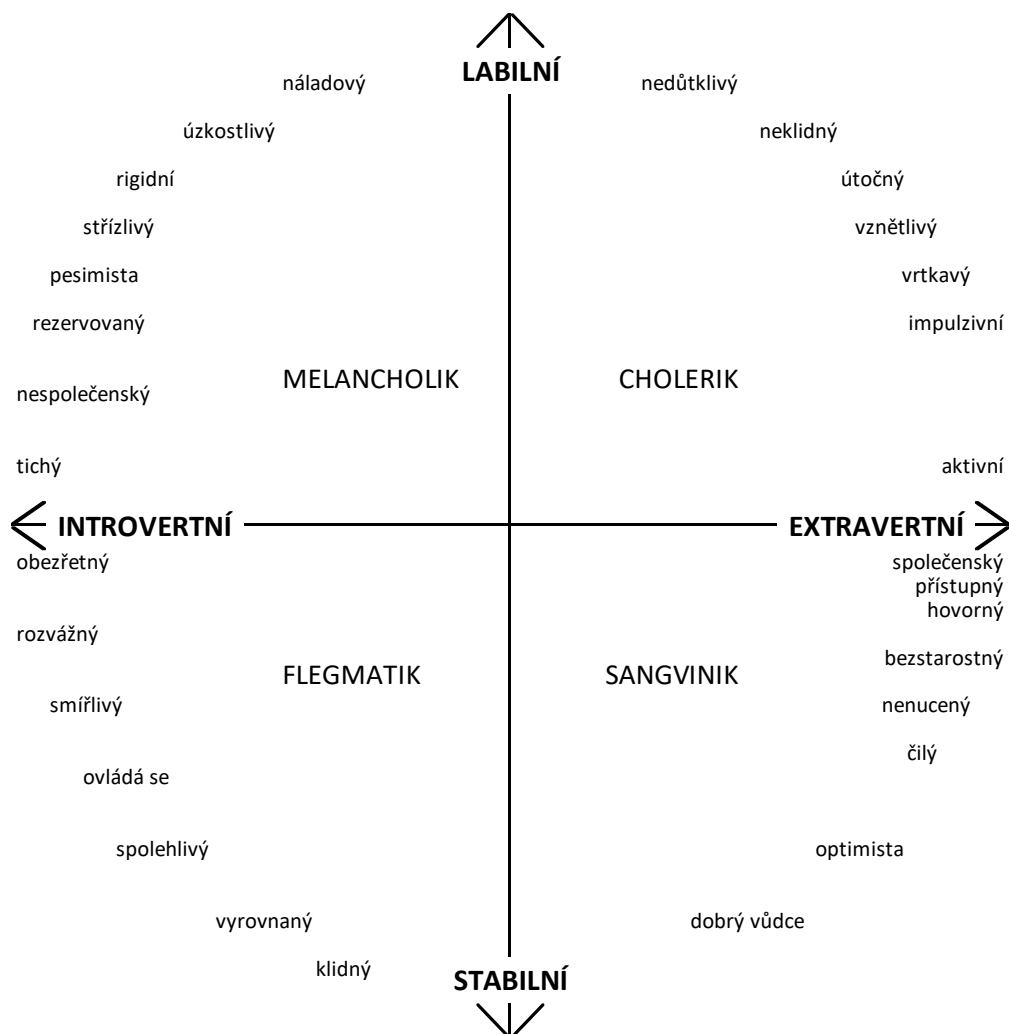 LABILNÍ
náladový nedůtklivý
úzkostlivý neklidný
rigidní útočný
střízlivý vznětlivý
pesimista vrtkavý
rezervovaný impulzivní
MELANCHOLIK CHOLERIK
nespolečenský
tichý aktivní
INTROVERTNÍ EXTRAVERTNÍ
obezřetný společenský
přístupný
hovorný
rozvážný
bezstarostný
FLEGMATIK SANGVINIK
smířlivý nenucený
čilý
ovládá se
spolehlivý optimista
vyrovnaný dobrý vůdce
klidný
STABILNÍ